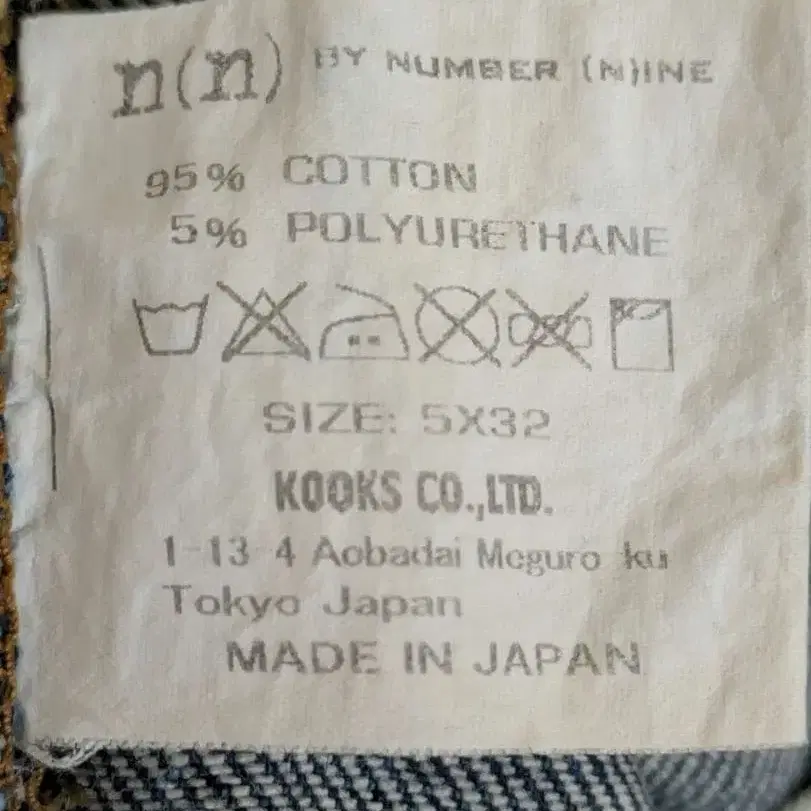 n(n) BY NUMBER (N)INE
95% COTTON
5% POLYURETHANE
SIZE: 5X32
KOOKS CO.,LTD.
1-13-4 Aobadai Meguro-ku
Tokyo Japan
MADE IN JAPAN